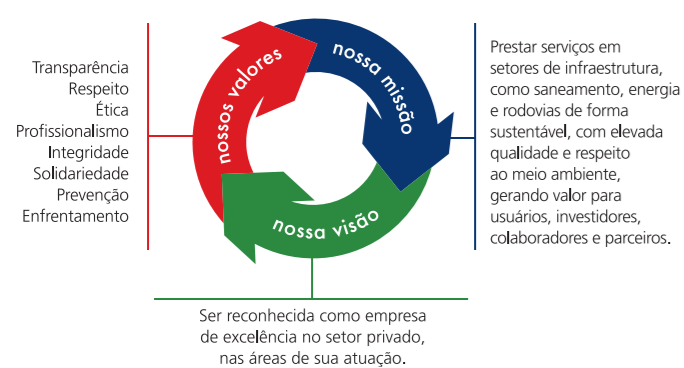 Transparência
Respeito
Ética
Profissionalismo
Integridade
Solidariedade
Prevenção
Enfrentamento
nossos valores
nossa missão
nossa visão
Prestar serviços em
setores de infraestrutura,
como saneamento, energia
e rodovias de forma
sustentável, com elevada
qualidade e respeito
ao meio ambiente,
gerando valor para
usuários, investidores,
colaboradores e parceiros.
Ser reconhecida como empresa
de excelência no setor privado,
nas áreas de sua atuação.